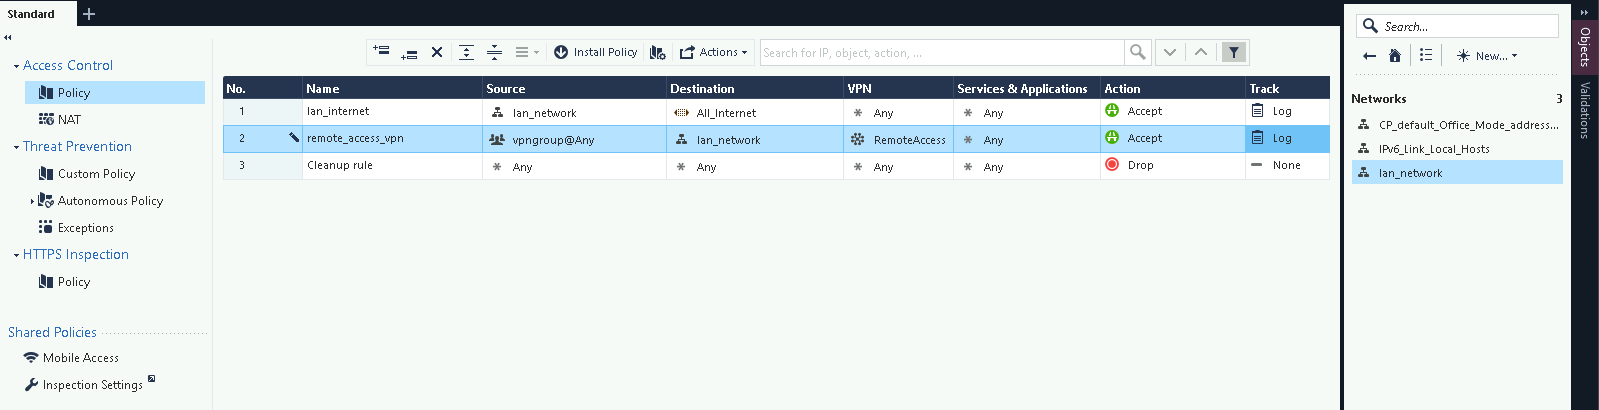 Standard
Access Control
Policy
NAT
Threat Prevention
Custom Policy
Autonomous Policy
Exceptions
HTTPS Inspection
Policy
Shared Policies
Mobile Access
Inspection Settings
Install Policy
Actions
Search for IP, object, action, ...
No. Name Source Destination VPN Services & Applications Action Track
1 lan_internet lan_network All_Internet Any Any Accept Log
2 remote_access_vpn vpngroup@Any lan_network RemoteAccess Any Accept Log
3 Cleanup rule Any Any Any Any Drop None
Search...
New...
Networks 3
CP_default_Office_Mode_address...
IPv6_Link_Local_Hosts
lan_network
Objects
Validations